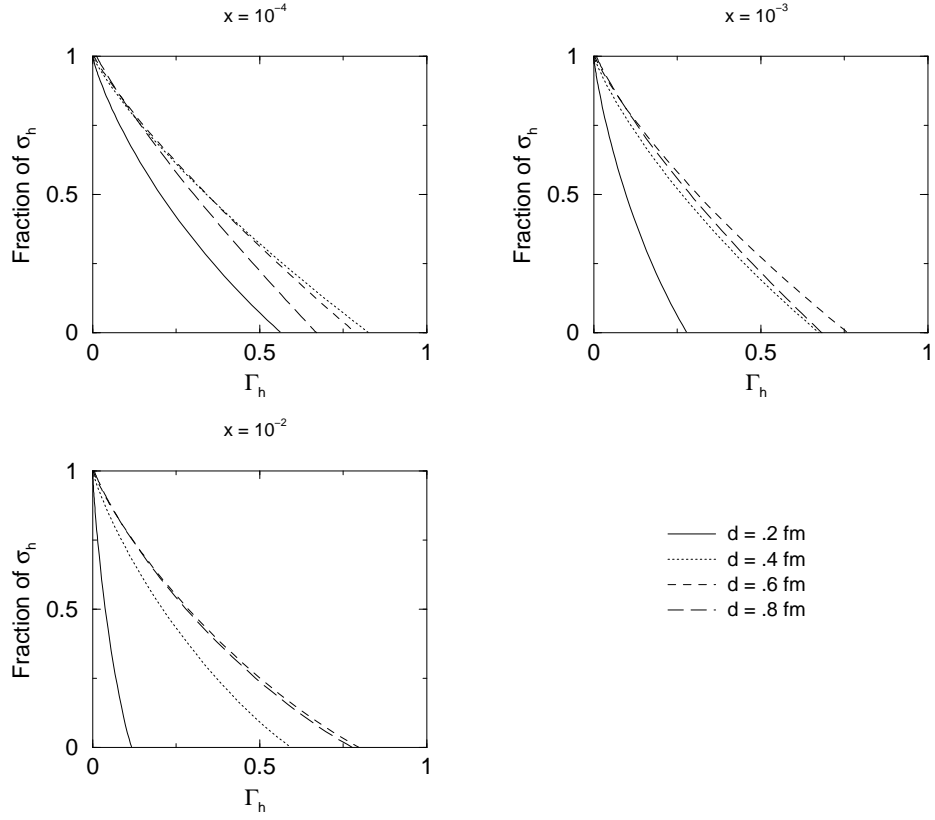 x = 10⁻⁴
1
0.5
0
Fraction of σₕ
0 0.5 1
Γₕ
x = 10⁻³
1
0.5
0
Fraction of σₕ
0 0.5 1
Γₕ
x = 10⁻²
1
0.5
0
Fraction of σₕ
0 0.5 1
Γₕ
d = .2 fm
d = .4 fm
d = .6 fm
d = .8 fm